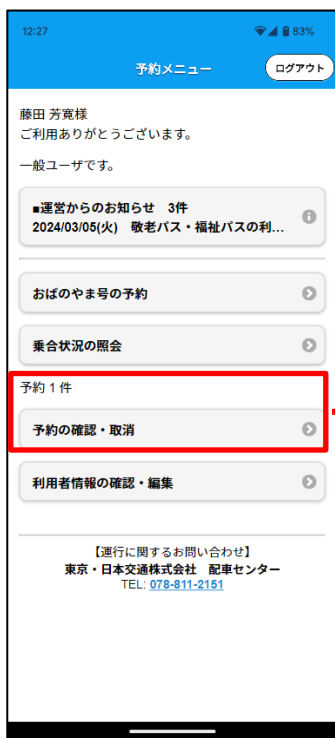 12:27 83%
予約メニュー ログアウト
藤田 芳寛様
ご利用ありがとうございます。
一般ユーザです。
■運営からのお知らせ 3件
2024/03/05(火) 敬老パス・福祉パスの利...
おばのやま号の予約
乗合状況の照会
予約 1 件
予約の確認・取消
利用者情報の確認・編集
【運行に関するお問い合わせ】
東京・日本交通株式会社 配車センター
TEL: 078-811-2151